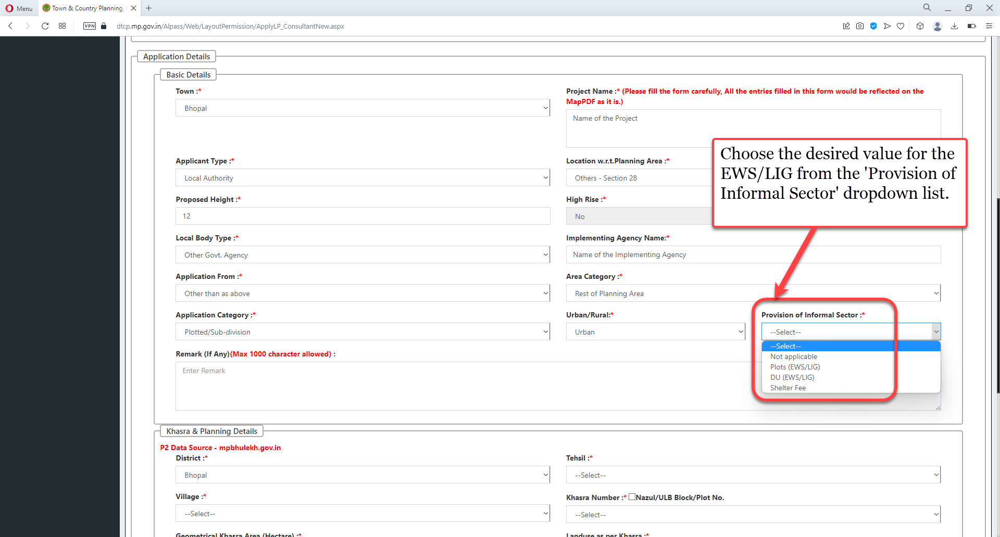 Menu
Town & Country Planning,
VPN
dtcp.mp.gov.in/Alpass/Web/LayoutPermission/ApplyLP_ConsultantNew.aspx
Application Details
Basic Details
Town :*
Bhopal
Project Name :* (Please fill the form carefully, All the entries filled in this form would be reflected on the
MapPDF as it is.)
Name of the Project
Choose the desired value for the
EWS/LIG from the 'Provision of
Informal Sector' dropdown list.
Applicant Type :*
Local Authority
Location w.r.t.Planning Area :*
Others - Section 28
Proposed Height :*
12
High Rise :*
No
Local Body Type :*
Other Govt. Agency
Implementing Agency Name:*
Name of the Implementing Agency
Application From :*
Other than as above
Area Category :*
Rest of Planning Area
Application Category :*
Plotted/Sub-division
Urban/Rural:*
Urban
Provision of Informal Sector :*
--Select--
--Select--
Not applicable
Plots (EWS/LIG)
DU (EWS/LIG)
Shelter Fee
Remark (If Any)(Max 1000 character allowed) :
Enter Remark
Khasra & Planning Details
P2 Data Source - mpbhulekh.gov.in
District :*
Bhopal
Tehsil :*
--Select--
Village :*
--Select--
Khasra Number :* Nazul/ULB Block/Plot No.
--Select--
Geometrical Khasra Area (Hectare) :*
Landuse as per Khasra :*